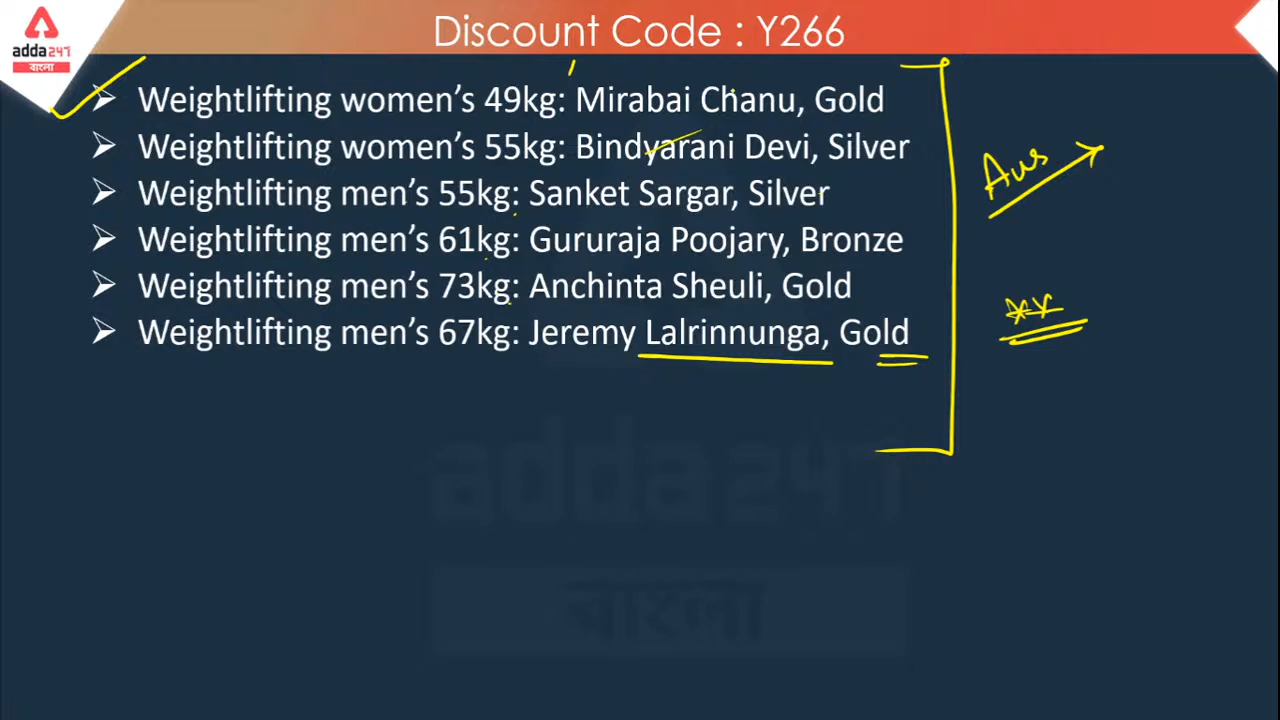 Discount Code : Y266
adda247
বাংলা
➢ Weightlifting women’s 49kg: Mirabai Chanu, Gold
➢ Weightlifting women’s 55kg: Bindyarani Devi, Silver
➢ Weightlifting men’s 55kg: Sanket Sargar, Silver
➢ Weightlifting men’s 61kg: Gururaja Poojary, Bronze
➢ Weightlifting men’s 73kg: Anchinta Sheuli, Gold
➢ Weightlifting men’s 67kg: Jeremy Lalrinnunga, Gold
Ans
adda247
বাংলা